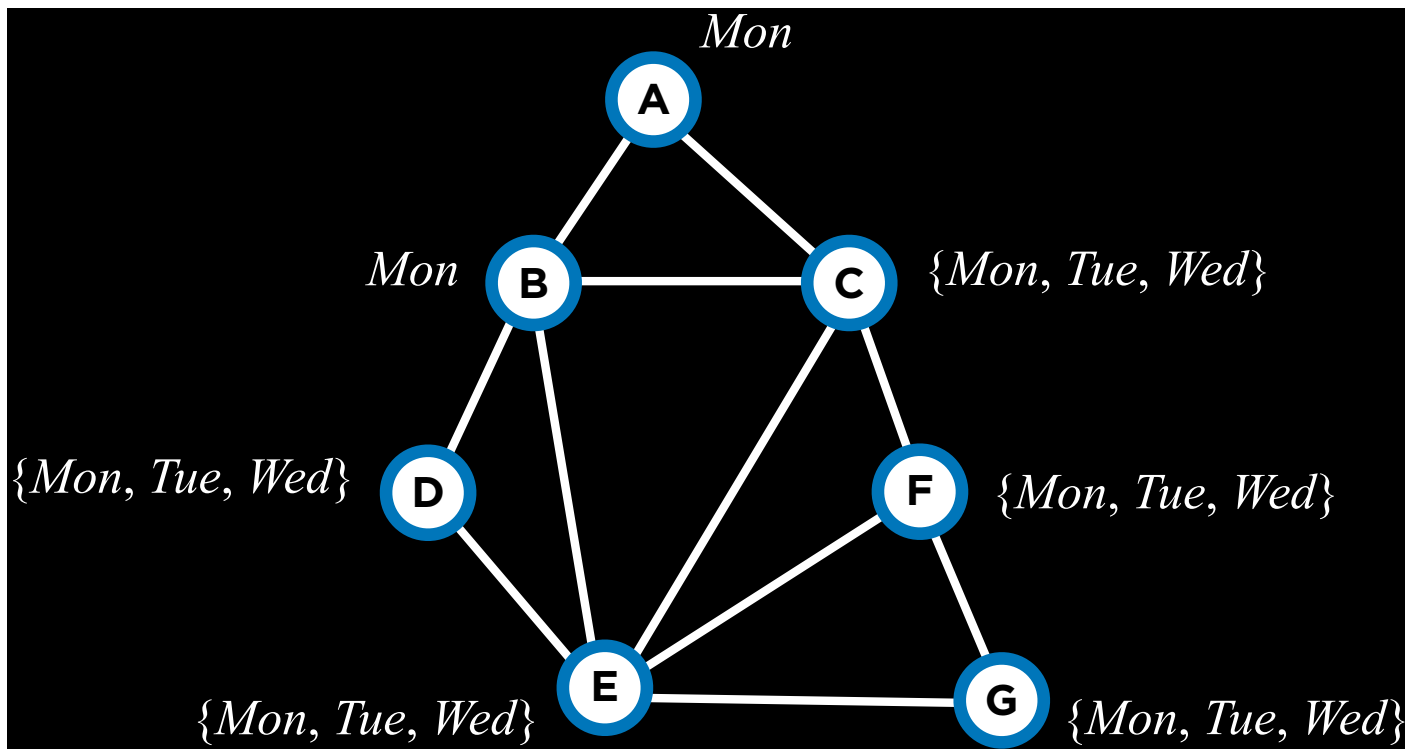 Mon
A
Mon
B
C
{Mon, Tue, Wed}
{Mon, Tue, Wed}
D
F
{Mon, Tue, Wed}
E
G
{Mon, Tue, Wed}
{Mon, Tue, Wed}